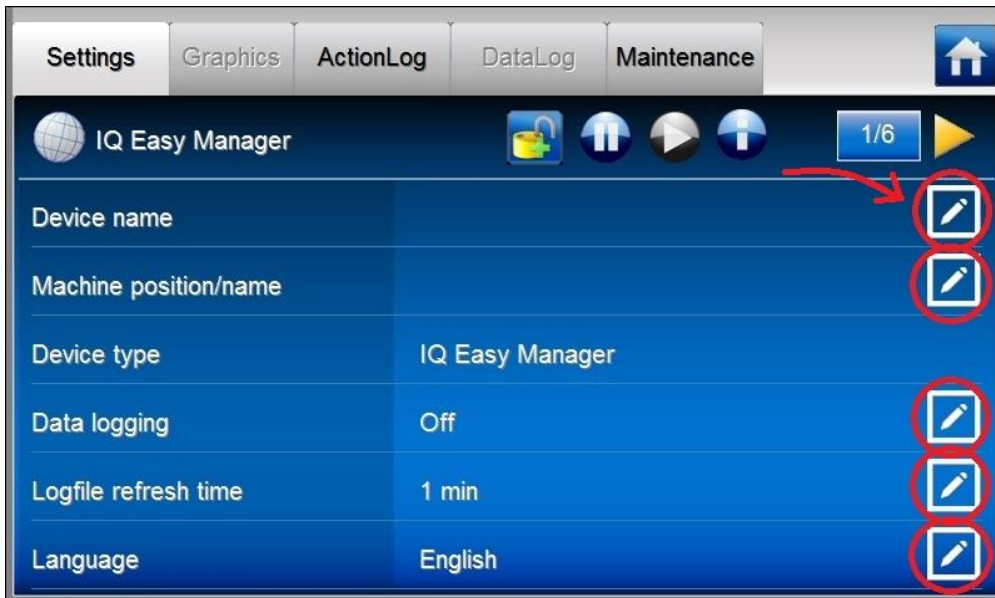 Settings Graphics ActionLog DataLog Maintenance
IQ Easy Manager 1/6
Device name
Machine position/name
Device type IQ Easy Manager
Data logging Off
Logfile refresh time 1 min
Language English